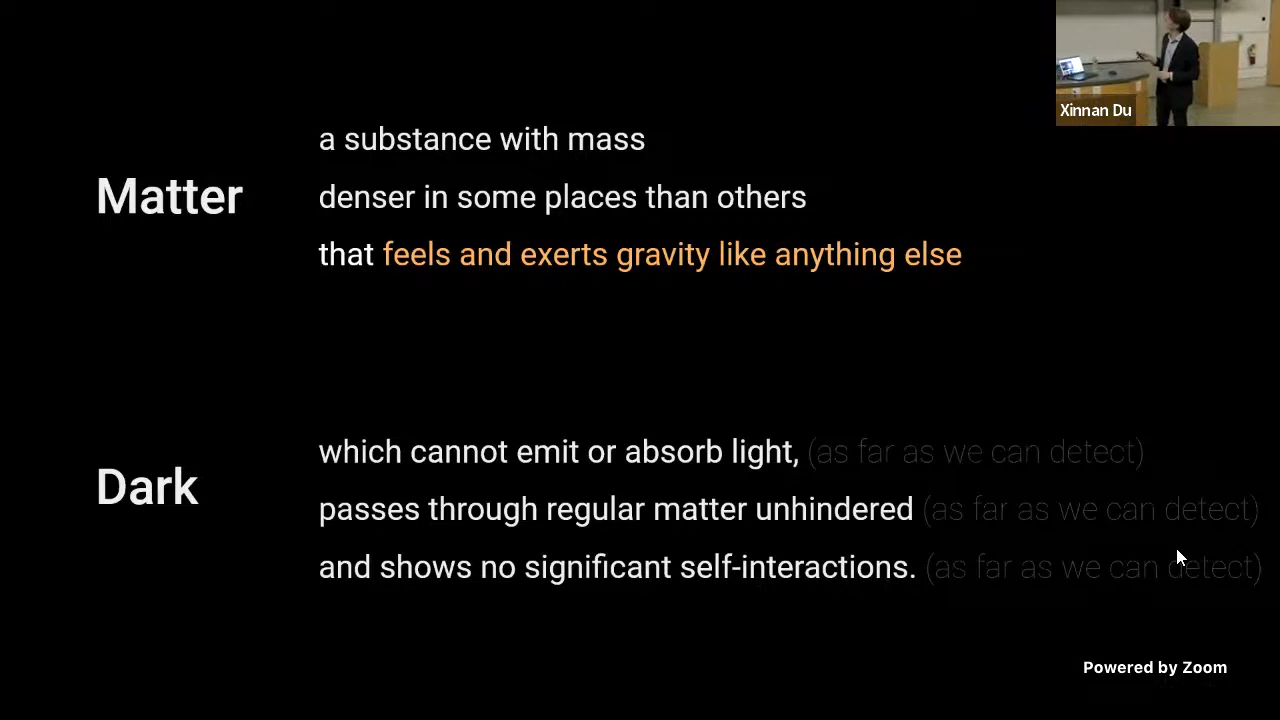 Xinnan Du
Matter
a substance with mass
denser in some places than others
that feels and exerts gravity like anything else
Dark
which cannot emit or absorb light, (as far as we can detect)
passes through regular matter unhindered (as far as we can detect)
and shows no significant self-interactions. (as far as we can detect)
Powered by Zoom